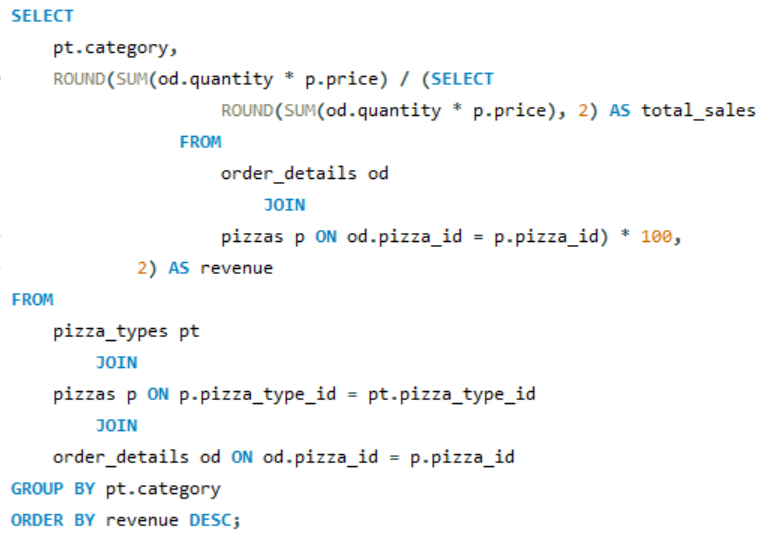 SELECT
pt.category,
ROUND(SUM(od.quantity * p.price) / (SELECT
ROUND(SUM(od.quantity * p.price), 2) AS total_sales
FROM
order_details od
JOIN
pizzas p ON od.pizza_id = p.pizza_id) * 100,
2) AS revenue
FROM
pizza_types pt
JOIN
pizzas p ON p.pizza_type_id = pt.pizza_type_id
JOIN
order_details od ON od.pizza_id = p.pizza_id
GROUP BY pt.category
ORDER BY revenue DESC;